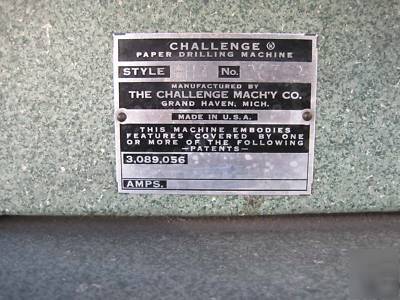 CHALLENGE ®
PAPER DRILLING MACHINE
STYLE No.
MANUFACTURED BY
THE CHALLENGE MACH'Y CO.
GRAND HAVEN, MICH.
MADE IN U.S.A.
THIS MACHINE EMBODIES
FEATURES COVERED BY ONE
OR MORE OF THE FOLLOWING
—PATENTS—
3,089,056
AMPS.